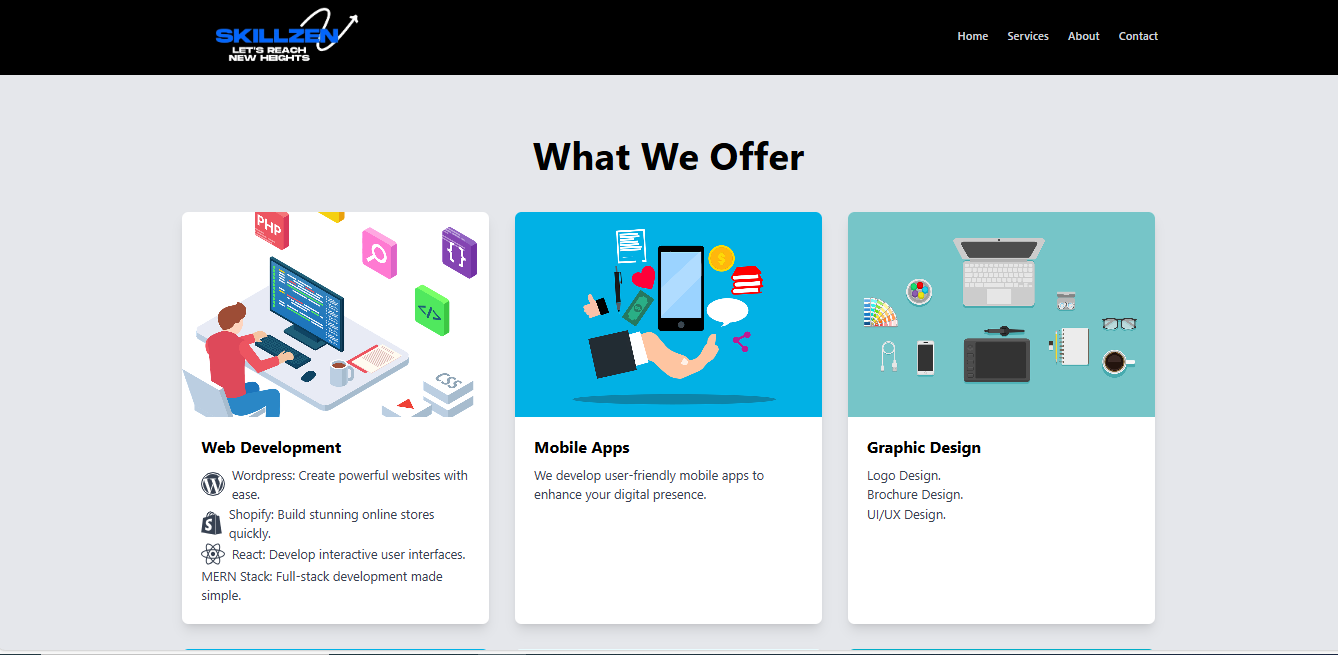 SKILLZEN
LET'S REACH
NEW HEIGHTS
Home Services About Contact
What We Offer
PHP
{ }
</>
CSS
$
Web Development
Wordpress: Create powerful websites with
ease.
Shopify: Build stunning online stores
quickly.
React: Develop interactive user interfaces.
MERN Stack: Full-stack development made
simple.
Mobile Apps
We develop user-friendly mobile apps to
enhance your digital presence.
Graphic Design
Logo Design.
Brochure Design.
UI/UX Design.